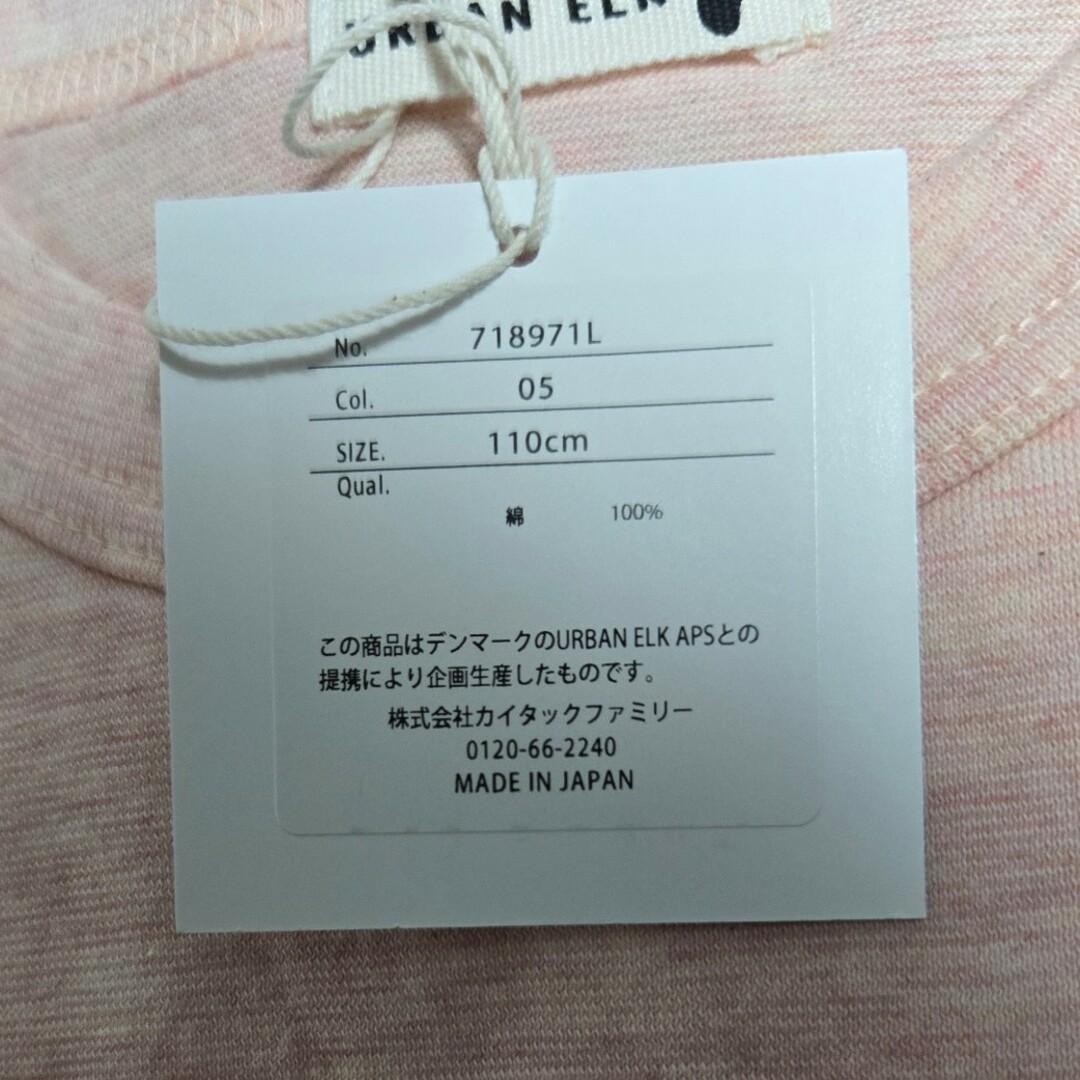 URBAN ELK
No. 718971L
Col. 05
SIZE. 110cm
Qual.
綿 100%
この商品はデンマークのURBAN ELK APSとの
提携により企画生産したものです。
株式会社カイタックファミリー
0120-66-2240
MADE IN JAPAN